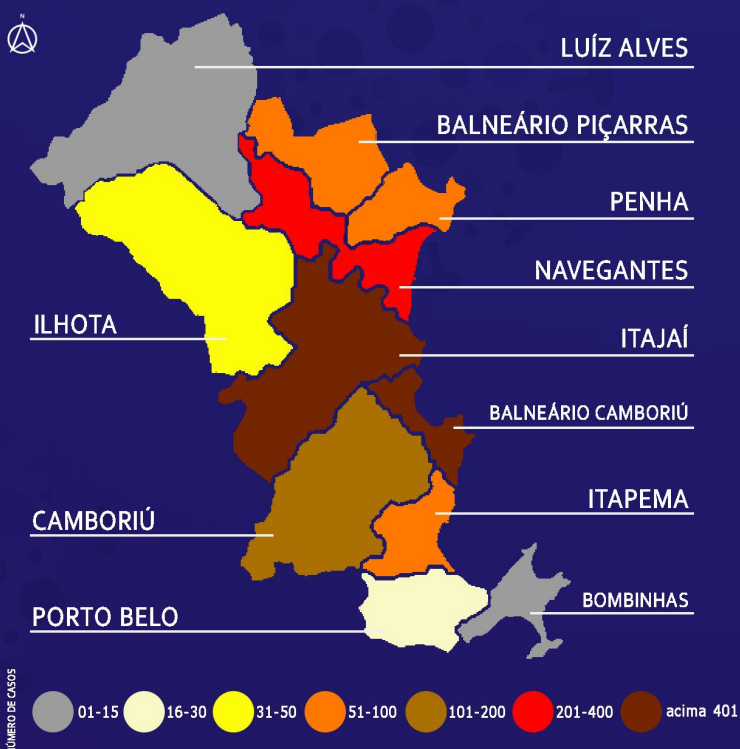 N
LUÍZ ALVES
BALNEÁRIO PIÇARRAS
PENHA
NAVEGANTES
ILHOTA
ITAJAÍ
BALNEÁRIO CAMBORIÚ
ITAPEMA
CAMBORIÚ
BOMBINHAS
PORTO BELO
NÚMERO DE CASOS
01-15
16-30
31-50
51-100
101-200
201-400
acima 401